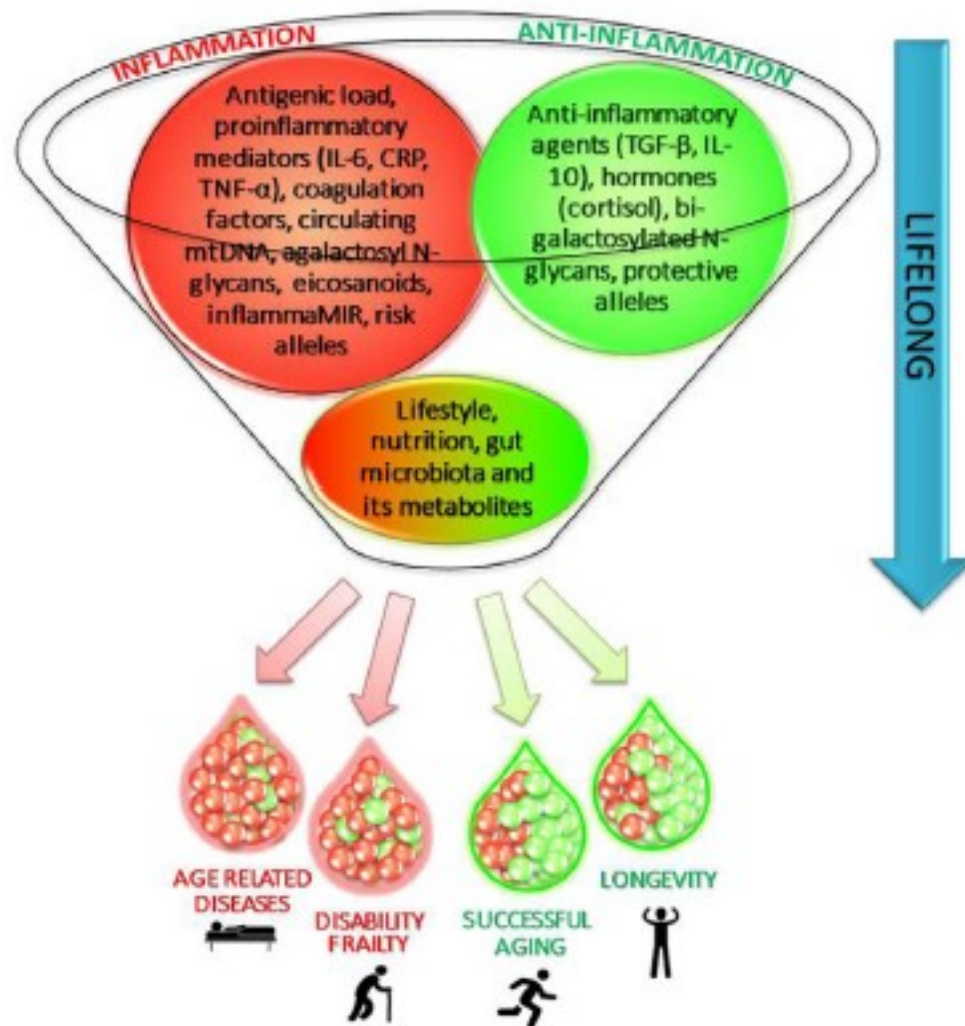 INFLAMMATION
ANTI-INFLAMMATION
Antigenic load,
proinflammatory
mediators (IL-6, CRP,
TNF-α), coagulation
factors, circulating
mtDNA, agalactosyl N-
glycans, eicosanoids,
inflammaMIR, risk
alleles
Anti-inflammatory
agents (TGF-β, IL-
10), hormones
(cortisol), bi-
galactosylated N-
glycans, protective
alleles
Lifestyle,
nutrition, gut
microbiota and
its metabolites
LIFELONG
AGE RELATED
DISEASES
DISABILITY
FRAILTY
SUCCESSFUL
AGING
LONGEVITY